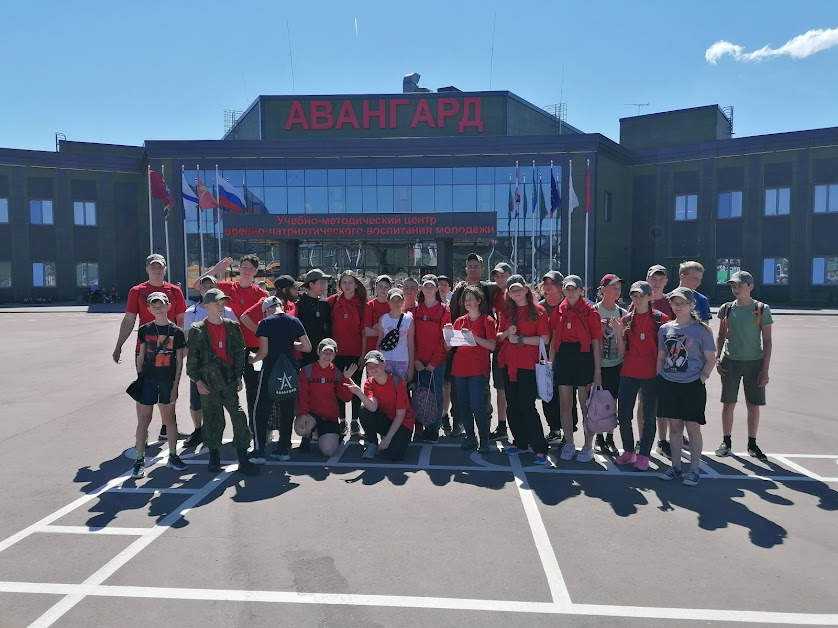 АВАНГАРД
Учебно-методический центр
военно-патриотического воспитания молодежи